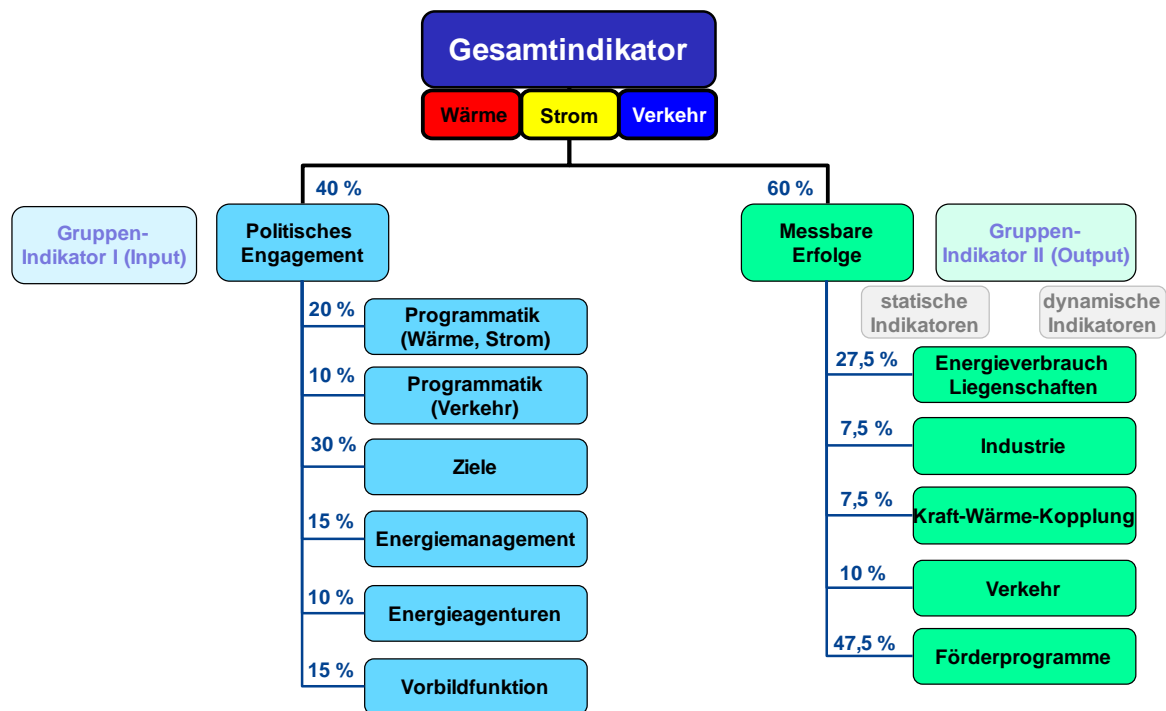 Gesamtindikator
Wärme
Strom
Verkehr
40 %
60 %
Gruppen-
Indikator I (Input)
Politisches
Engagement
20 %
Programmatik
(Wärme, Strom)
10 %
Programmatik
(Verkehr)
30 %
Ziele
15 %
Energiemanagement
10 %
Energieagenturen
15 %
Vorbildfunktion
Messbare
Erfolge
Gruppen-
Indikator II (Output)
statische
Indikatoren
dynamische
Indikatoren
27,5 %
Energieverbrauch
Liegenschaften
7,5 %
Industrie
7,5 %
Kraft-Wärme-Kopplung
10 %
Verkehr
47,5 %
Förderprogramme